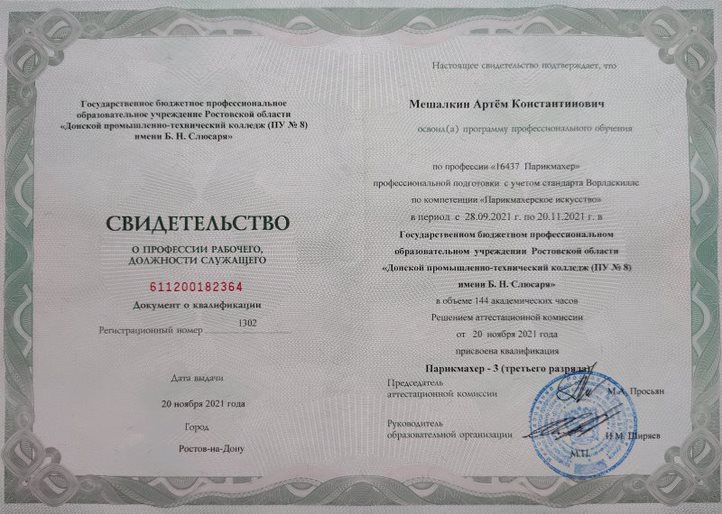 Государственное бюджетное профессиональное
образовательное учреждение Ростовской области
«Донской промышленно-технический колледж (ПУ № 8)
имени Б. Н. Слюсаря»
СВИДЕТЕЛЬСТВО
О ПРОФЕССИИ РАБОЧЕГО,
ДОЛЖНОСТИ СЛУЖАЩЕГО
611200182364
Документ о квалификации
Регистрационный номер 1302
Дата выдачи
20 ноября 2021 года
Город
Ростов-на-Дону
Настоящее свидетельство подтверждает, что
Мешалкин Артём Константинович
освоил(а) программу профессионального обучения
по профессии «16437 Парикмахер»
профессиональной подготовки с учетом стандарта Ворлдскиллс
по компетенции «Парикмахерское искусство»
в период с 28.09.2021 г. по 20.11.2021 г. в
Государственном бюджетном профессиональном
образовательном учреждении Ростовской области
«Донской промышленно-технический колледж (ПУ № 8)
имени Б. Н. Слюсаря»
в объеме 144 академических часов
Решением аттестационной комиссии
от 20 ноября 2021 года
присвоена квалификация
Парикмахер - 3 (третьего разряда)
Председатель
аттестационной комиссии М.А. Просьян
Руководитель
образовательной организации Н.М. Ширяев
М.П.